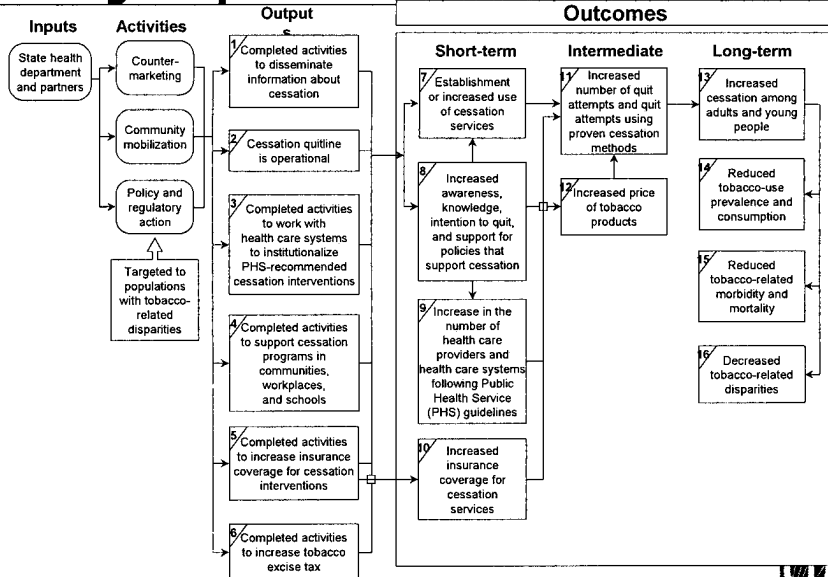 Inputs
Activities
Output
s
Outcomes
Short-term
Intermediate
Long-term
State health
department
and partners
Counter-
marketing
Community
mobilization
Policy and
regulatory
action
Targeted to
populations
with tobacco-
related
disparities
1
Completed activities
to disseminate
information about
cessation
2
Cessation quitline
is operational
3
Completed activities
to work with
health care systems
to institutionalize
PHS-recommended
cessation interventions
4
Completed activities
to support cessation
programs in
communities,
workplaces,
and schools
5
Completed activities
to increase insurance
coverage for cessation
interventions
6
Completed activities
to increase tobacco
excise tax
7
Establishment
or increased use
of cessation
services
8
Increased
awareness,
knowledge,
intention to quit,
and support for
policies that
support cessation
9
Increase in the
number of
health care
providers and
health care systems
following Public
Health Service
(PHS) guidelines
10
Increased
insurance
coverage for
cessation
services
11
Increased
number of quit
attempts and quit
attempts using
proven cessation
methods
12
Increased price
of tobacco
products
13
Increased
cessation among
adults and young
people
14
Reduced
tobacco-use
prevalence and
consumption
15
Reduced
tobacco-related
morbidity and
mortality
16
Decreased
tobacco-related
disparities